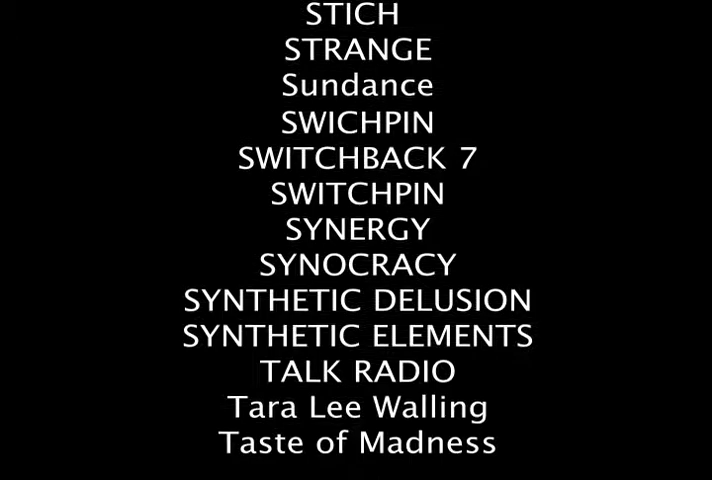 STICH
STRANGE
Sundance
SWICHPIN
SWITCHBACK 7
SWITCHPIN
SYNERGY
SYNOCRACY
SYNTHETIC DELUSION
SYNTHETIC ELEMENTS
TALK RADIO
Tara Lee Walling
Taste of Madness